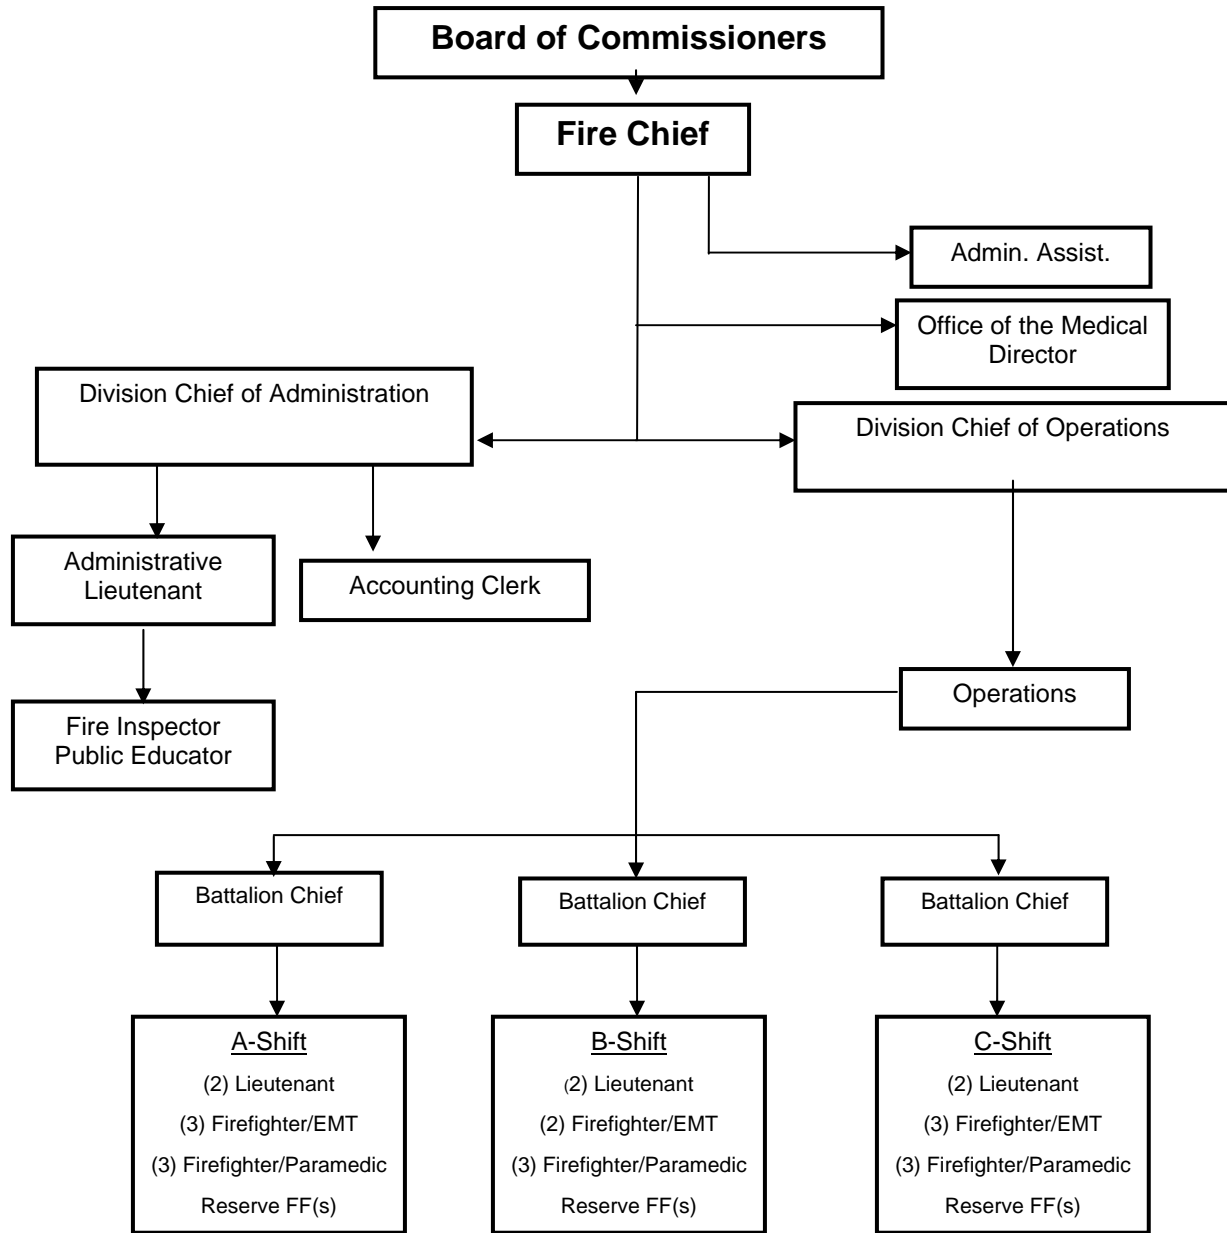 Board of Commissioners
Fire Chief
Admin. Assist.
Office of the Medical
Director
Division Chief of Administration
Division Chief of Operations
Administrative
Lieutenant
Accounting Clerk
Fire Inspector
Public Educator
Operations
Battalion Chief
Battalion Chief
Battalion Chief
A-Shift
(2) Lieutenant
(3) Firefighter/EMT
(3) Firefighter/Paramedic
Reserve FF(s)
B-Shift
(2) Lieutenant
(2) Firefighter/EMT
(3) Firefighter/Paramedic
Reserve FF(s)
C-Shift
(2) Lieutenant
(3) Firefighter/EMT
(3) Firefighter/Paramedic
Reserve FF(s)